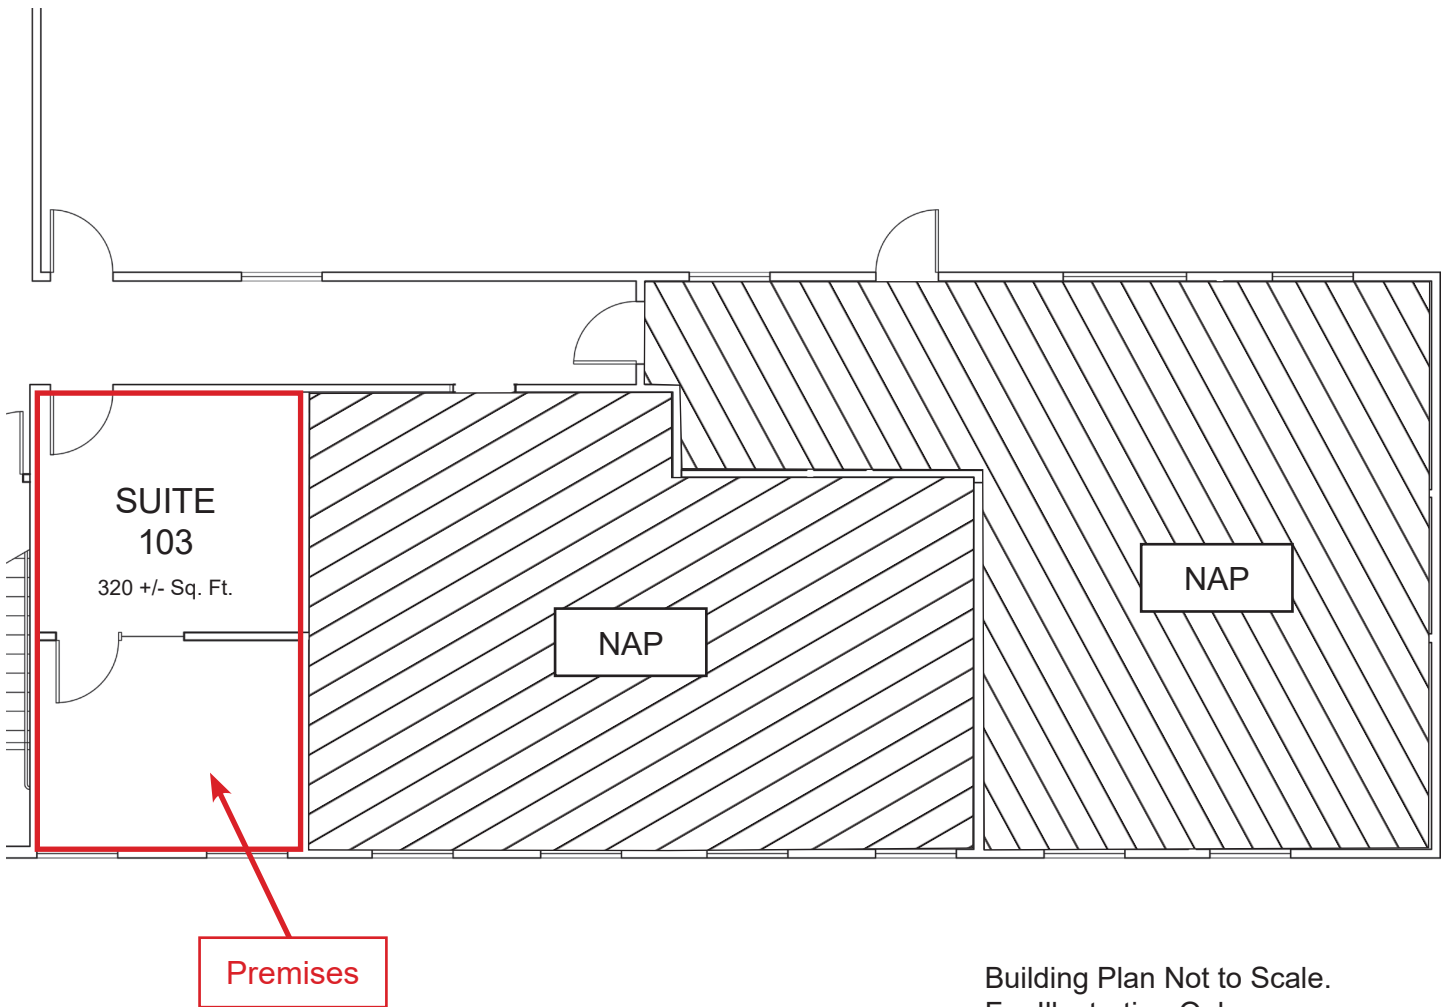 SUITE
103
320 +/- Sq. Ft.
NAP
NAP
Premises
Building Plan Not to Scale.